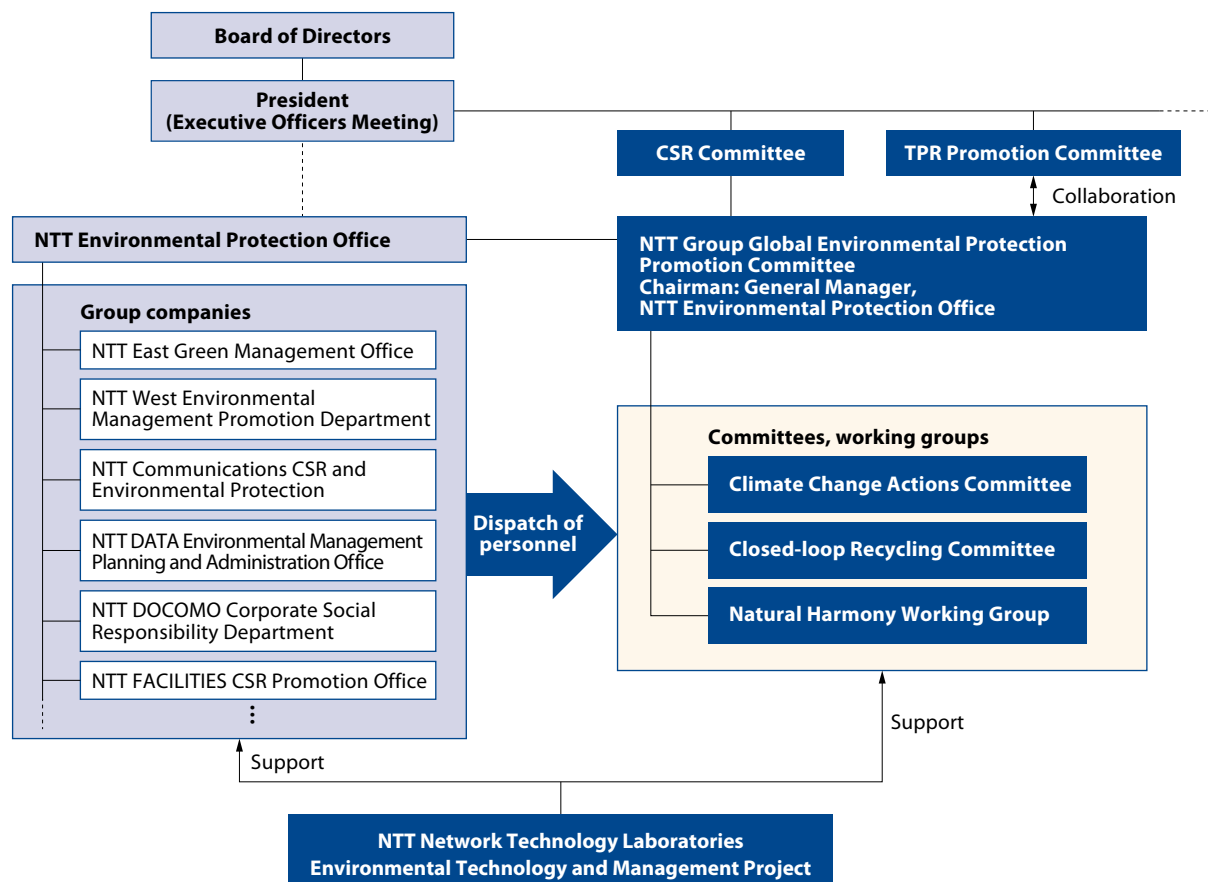 Board of Directors
President
(Executive Officers Meeting)
CSR Committee
TPR Promotion Committee
Collaboration
NTT Environmental Protection Office
NTT Group Global Environmental Protection
Promotion Committee
Chairman: General Manager,
NTT Environmental Protection Office
Group companies
NTT East Green Management Office
NTT West Environmental
Management Promotion Department
NTT Communications CSR and
Environmental Protection
NTT DATA Environmental Management
Planning and Administration Office
NTT DOCOMO Corporate Social
Responsibility Department
NTT FACILITIES CSR Promotion Office
Dispatch of
personnel
Committees, working groups
Climate Change Actions Committee
Closed-loop Recycling Committee
Natural Harmony Working Group
Support
Support
NTT Network Technology Laboratories
Environmental Technology and Management Project